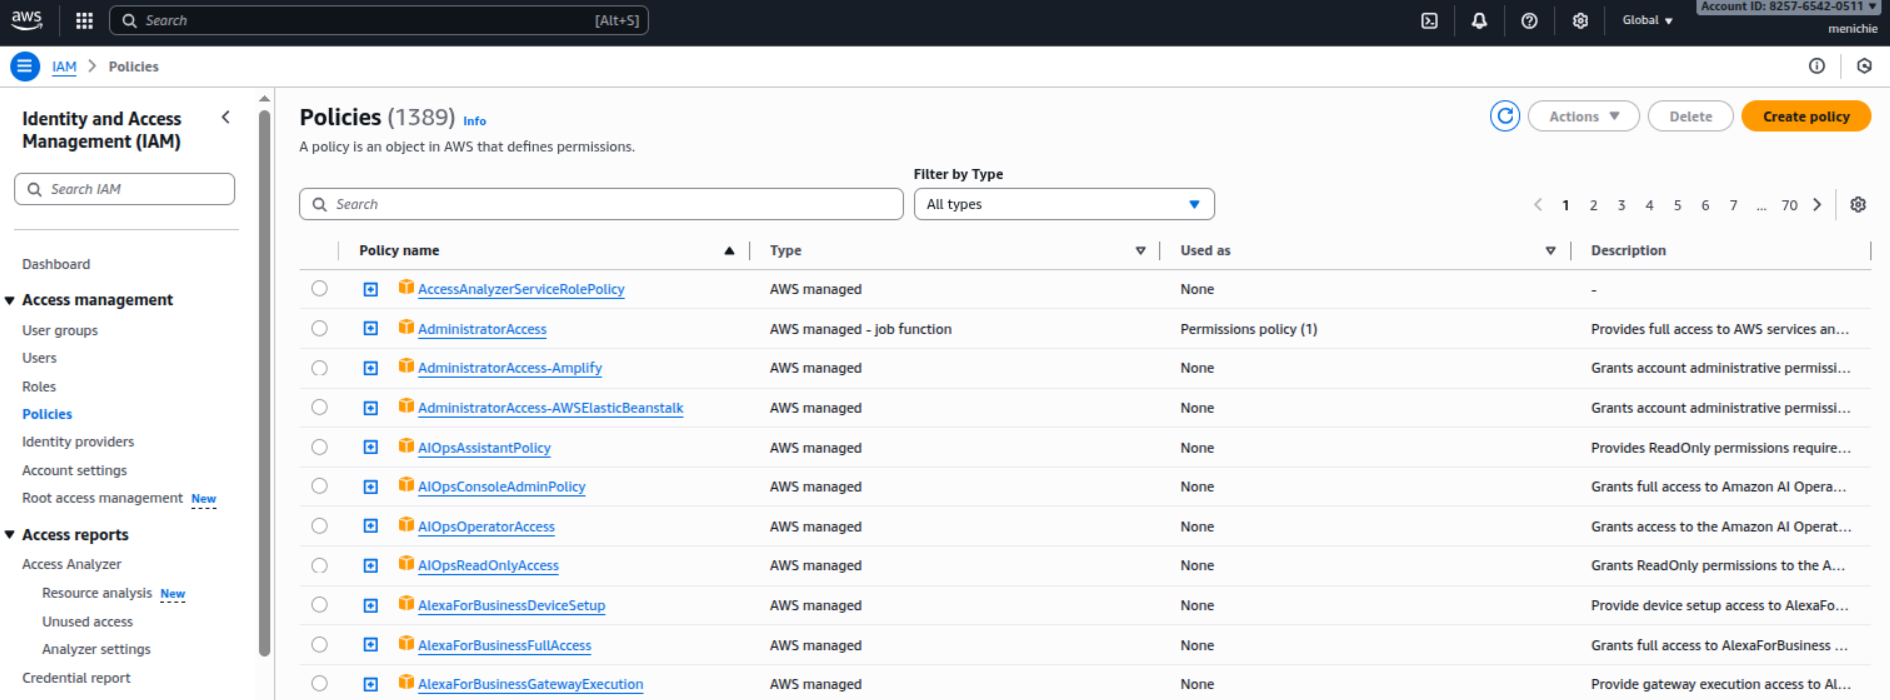 aws
Search [Alt+S]
Global
Account ID: 8257-6542-0511
menichie
IAM > Policies
Identity and Access Management (IAM)
Search IAM
Dashboard
Access management
User groups
Users
Roles
Policies
Identity providers
Account settings
Root access management New
Access reports
Access Analyzer
Resource analysis New
Unused access
Analyzer settings
Credential report
Policies (1389) Info
A policy is an object in AWS that defines permissions.
Actions
Delete
Create policy
Filter by Type
Search
All types
1 2 3 4 5 6 7 ... 70
Policy name Type Used as Description
AccessAnalyzerServiceRolePolicy AWS managed None -
AdministratorAccess AWS managed - job function Permissions policy (1) Provides full access to AWS services an...
AdministratorAccess-Amplify AWS managed None Grants account administrative permissi...
AdministratorAccess-AWSElasticBeanstalk AWS managed None Grants account administrative permissi...
AIOpsAssistantPolicy AWS managed None Provides ReadOnly permissions require...
AIOpsConsoleAdminPolicy AWS managed None Grants full access to Amazon AI Opera...
AIOpsOperatorAccess AWS managed None Grants access to the Amazon AI Operat...
AIOpsReadOnlyAccess AWS managed None Grants ReadOnly permissions to the A...
AlexaForBusinessDeviceSetup AWS managed None Provide device setup access to AlexaFo...
AlexaForBusinessFullAccess AWS managed None Grants full access to AlexaForBusiness ...
AlexaForBusinessGatewayExecution AWS managed None Provide gateway execution access to Al...